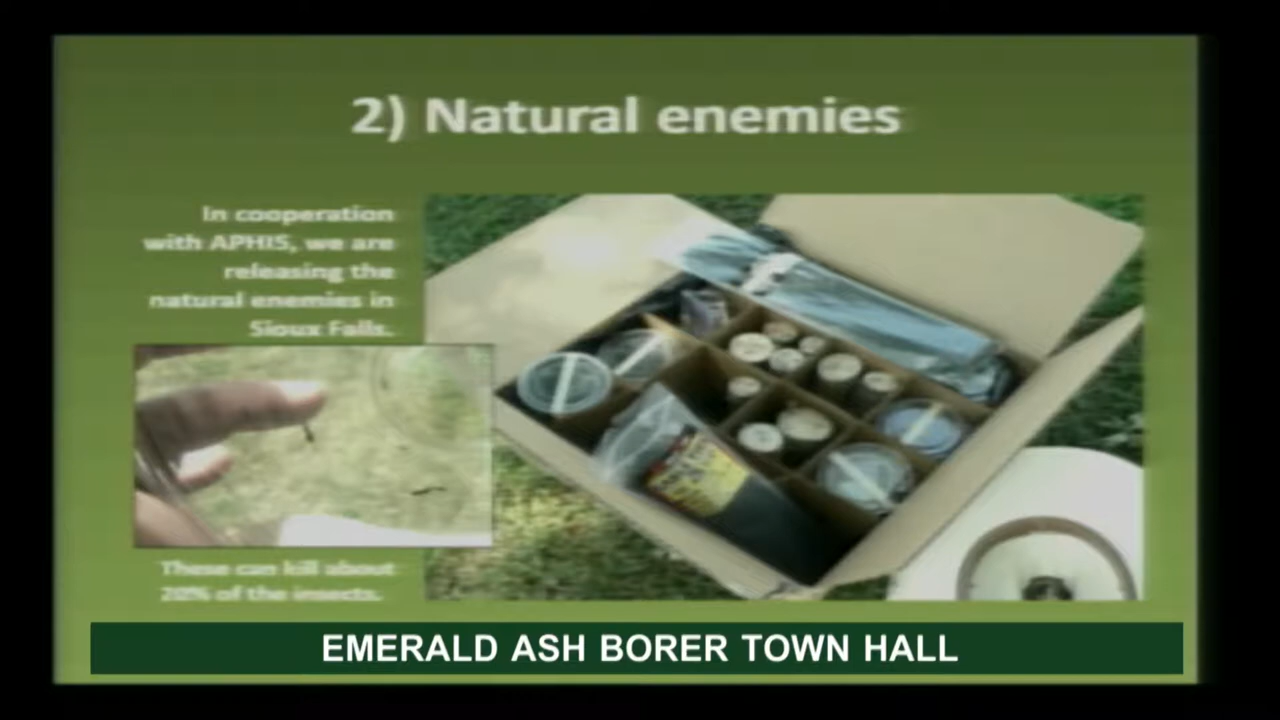 2) Natural enemies
In cooperation
with APHIS, we are
releasing the
natural enemies in
Sioux Falls.
These can kill about
20% of the insects.
EMERALD ASH BORER TOWN HALL